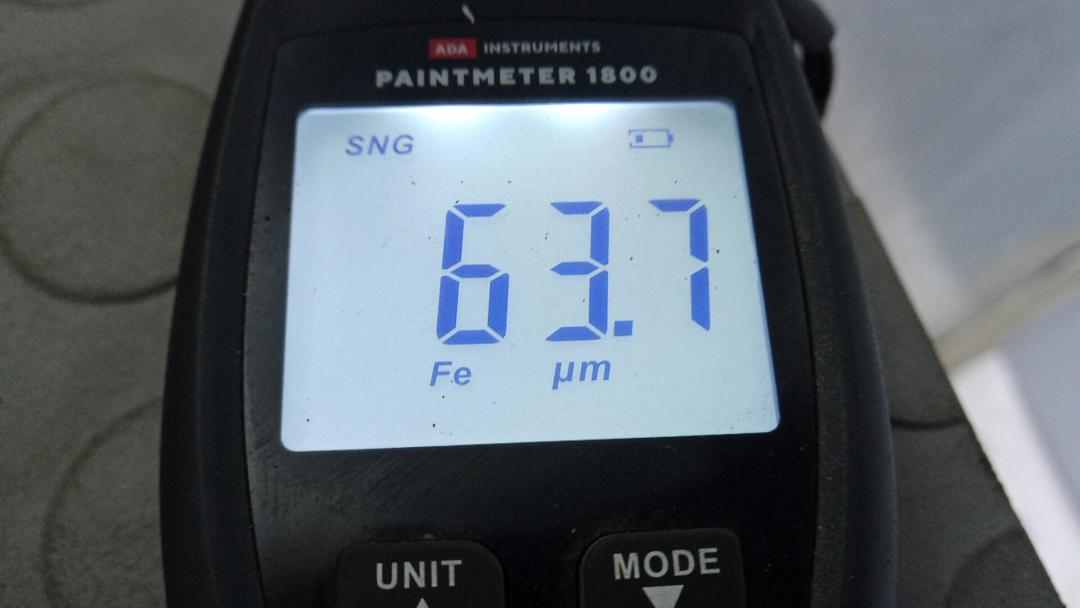 ADA INSTRUMENTS
PAINTMETER 1800
SNG
63.7
Fe µm
UNIT MODE